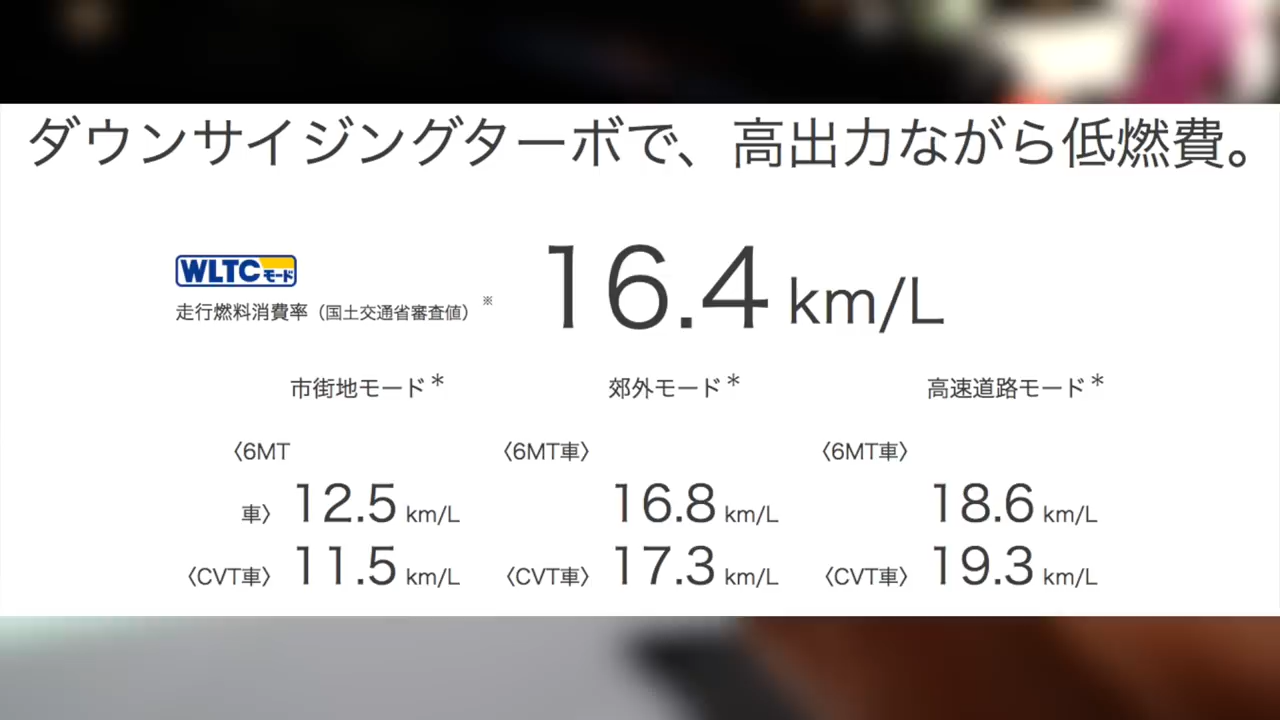 ダウンサイジングターボで、高出力ながら低燃費。
WLTCモード
走行燃料消費率（国土交通省審査値）※
16.4 km/L
市街地モード＊ 郊外モード＊ 高速道路モード＊
〈6MT 〈6MT車〉 〈6MT車〉
車〉 12.5 km/L 16.8 km/L 18.6 km/L
〈CVT車〉 11.5 km/L 〈CVT車〉 17.3 km/L 〈CVT車〉 19.3 km/L